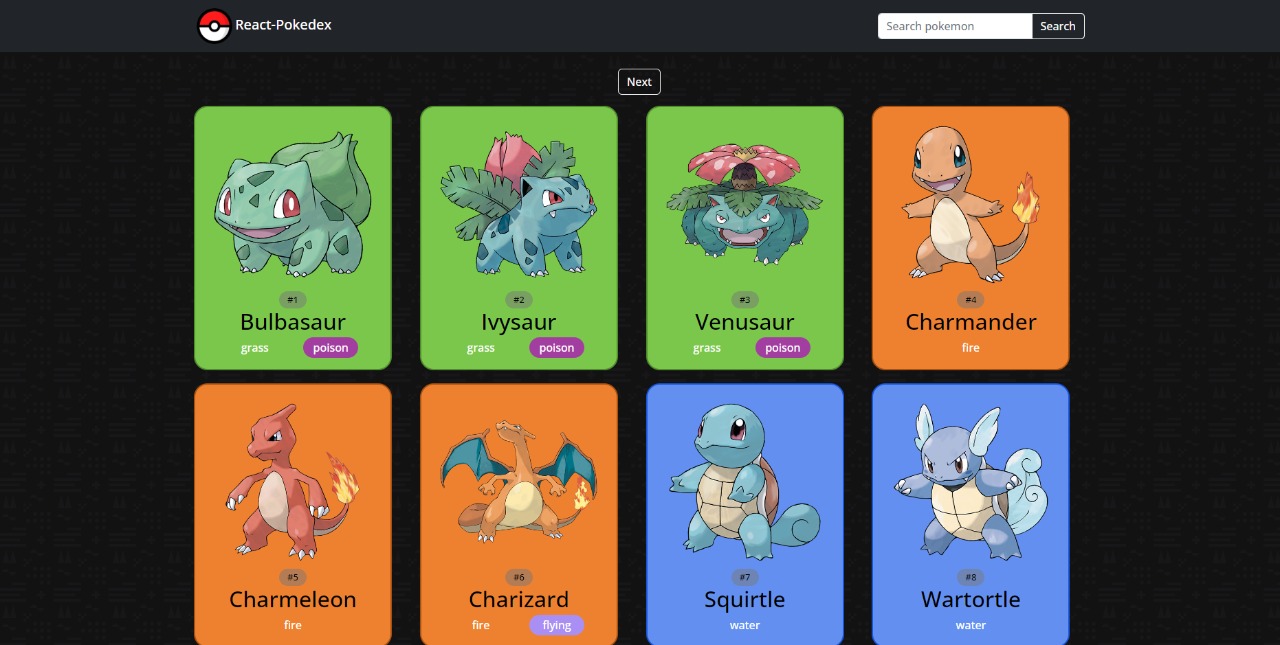 React-Pokedex
Search pokemon Search
Next
#1
Bulbasaur
grass poison
#2
Ivysaur
grass poison
#3
Venusaur
grass poison
#4
Charmander
fire
#5
Charmeleon
fire
#6
Charizard
fire flying
#7
Squirtle
water
#8
Wartortle
water